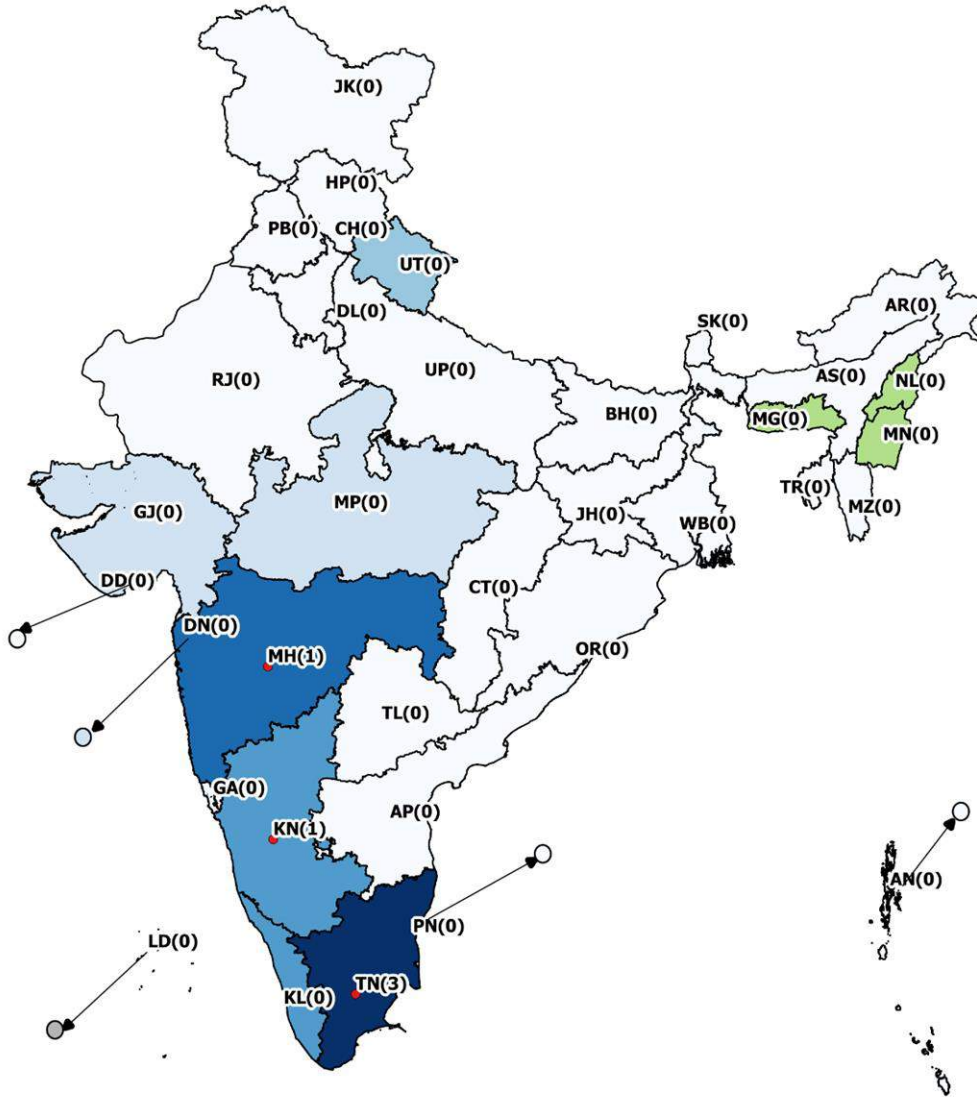 JK(0)
HP(0)
PB(0)
CH(0)
UT(0)
DL(0)
AR(0)
SK(0)
RJ(0)
UP(0)
AS(0)
NL(0)
BH(0)
MG(0)
MN(0)
TR(0)
MZ(0)
MP(0)
GJ(0)
JH(0)
WB(0)
DD(0)
CT(0)
DN(0)
MH(1)
OR(0)
TL(0)
GA(0)
AP(0)
KN(1)
AN(0)
PN(0)
LD(0)
TN(3)
KL(0)